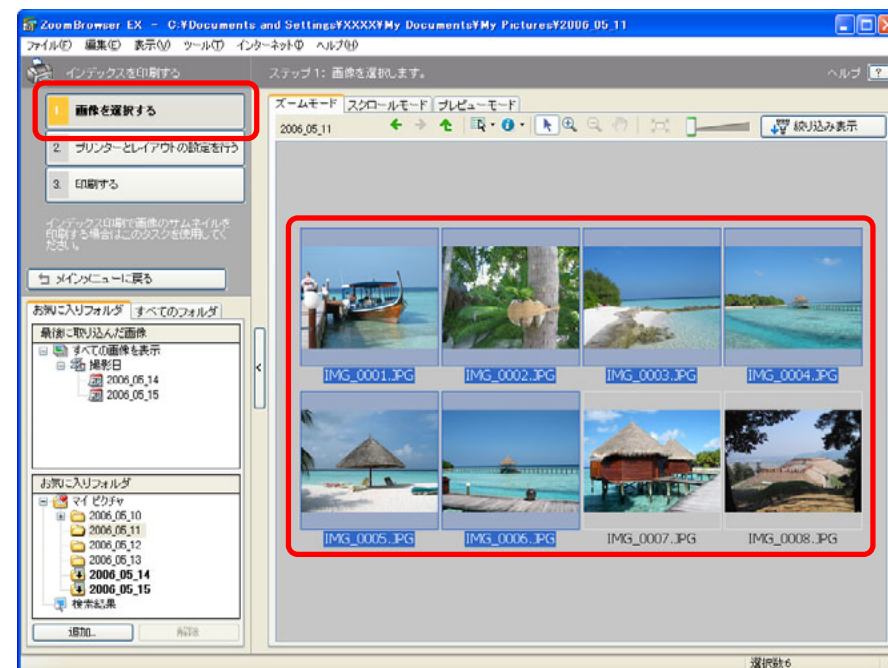 ZoomBrowser EX - C:¥Documents and Settings¥XXXX¥My Documents¥My Pictures¥2006_05_11
ファイル(F) 編集(E) 表示(V) ツール(T) インターネット(I) ヘルプ(H)
インデックスを印刷する
ステップ1: 画像を選択します。
ヘルプ ?
1. 画像を選択する
2. プリンターとレイアウトの設定を行う
3. 印刷する
インデックス印刷で画像のサムネイルを
印刷する場合はこのタスクを使用してく
ださい。
メインメニューに戻る
お気に入りフォルダ すべてのフォルダ
最後に取り込んだ画像
すべての画像を表示
撮影日
2006_05_14
2006_05_15
お気に入りフォルダ
マイ ピクチャ
2006_05_10
2006_05_11
2006_05_12
2006_05_13
2006_05_14
2006_05_15
検索結果
追加... 解除
ズームモード スクロールモード プレビューモード
2006_05_11
絞り込み表示
IMG_0001.JPG IMG_0002.JPG IMG_0003.JPG IMG_0004.JPG
IMG_0005.JPG IMG_0006.JPG IMG_0007.JPG IMG_0008.JPG
選択数6